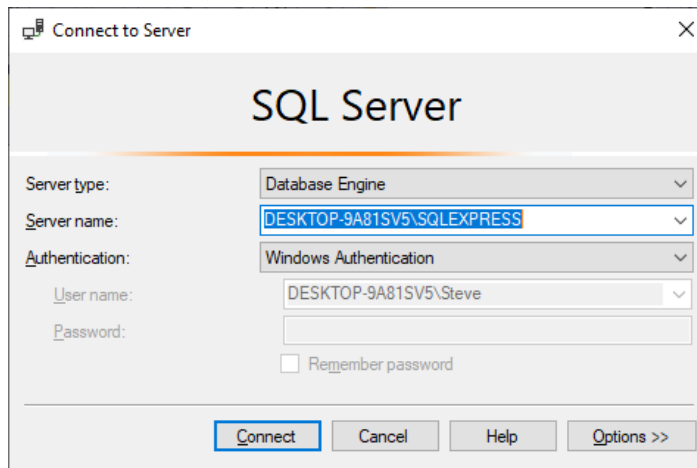 Connect to Server
SQL Server
Server type: Database Engine
Server name: DESKTOP-9A81SV5\SQLEXPRESS
Authentication: Windows Authentication
User name: DESKTOP-9A81SV5\Steve
Password:
Remember password
Connect Cancel Help Options >>